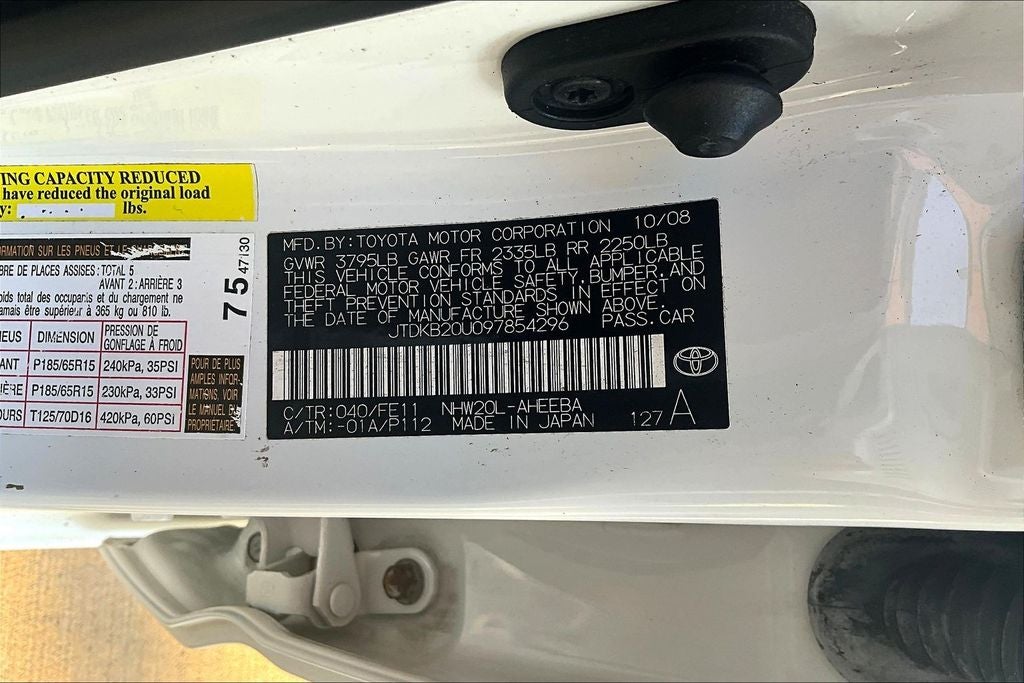 ING CAPACITY REDUCED
have reduced the original load
y: lbs.
ORMATION SUR LES PNEUS ET LE
BRE DE PLACES ASSISES: TOTAL 5
AVANT 2: ARRIÈRE 3
oids total des occupants et du chargement ne
amais être supérieur à 365 kg ou 810 lb.
NEUS DIMENSION PRESSION DE GONFLAGE À FROID
ANT P185/65R15 240kPa, 35PSI
IÈRE P185/65R15 230kPa, 33PSI
OURS T125/70D16 420kPa, 60PSI
POUR DE PLUS
AMPLES INFOR-
MATIONS, VOIR
LE
PROPRIÉTAIRE
75 47130
MFD. BY: TOYOTA MOTOR CORPORATION 10/08
GVWR 3795LB GAWR FR 2335LB RR 2250LB
THIS VEHICLE CONFORMS TO ALL APPLICABLE
FEDERAL MOTOR VEHICLE SAFETY, BUMPER, AND
THEFT PREVENTION STANDARDS IN EFFECT ON
THE DATE OF MANUFACTURE SHOWN ABOVE.
JTDKB20U097854296 PASS. CAR
C/TR: 040/FE11 NHW20L-AHEEBA
A/TM: -01A/P112 MADE IN JAPAN 127 A